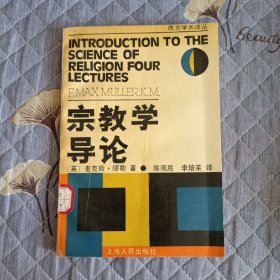 西方学术译丛
INTRODUCTION TO THE
SCIENCE OF
RELIGION FOUR
LECTURES
F.MAX MULLER,K.M.
宗教学
导论
〔英〕麦克斯·缪勒 著 陈观胜 李培茱 译
上海人民出版社